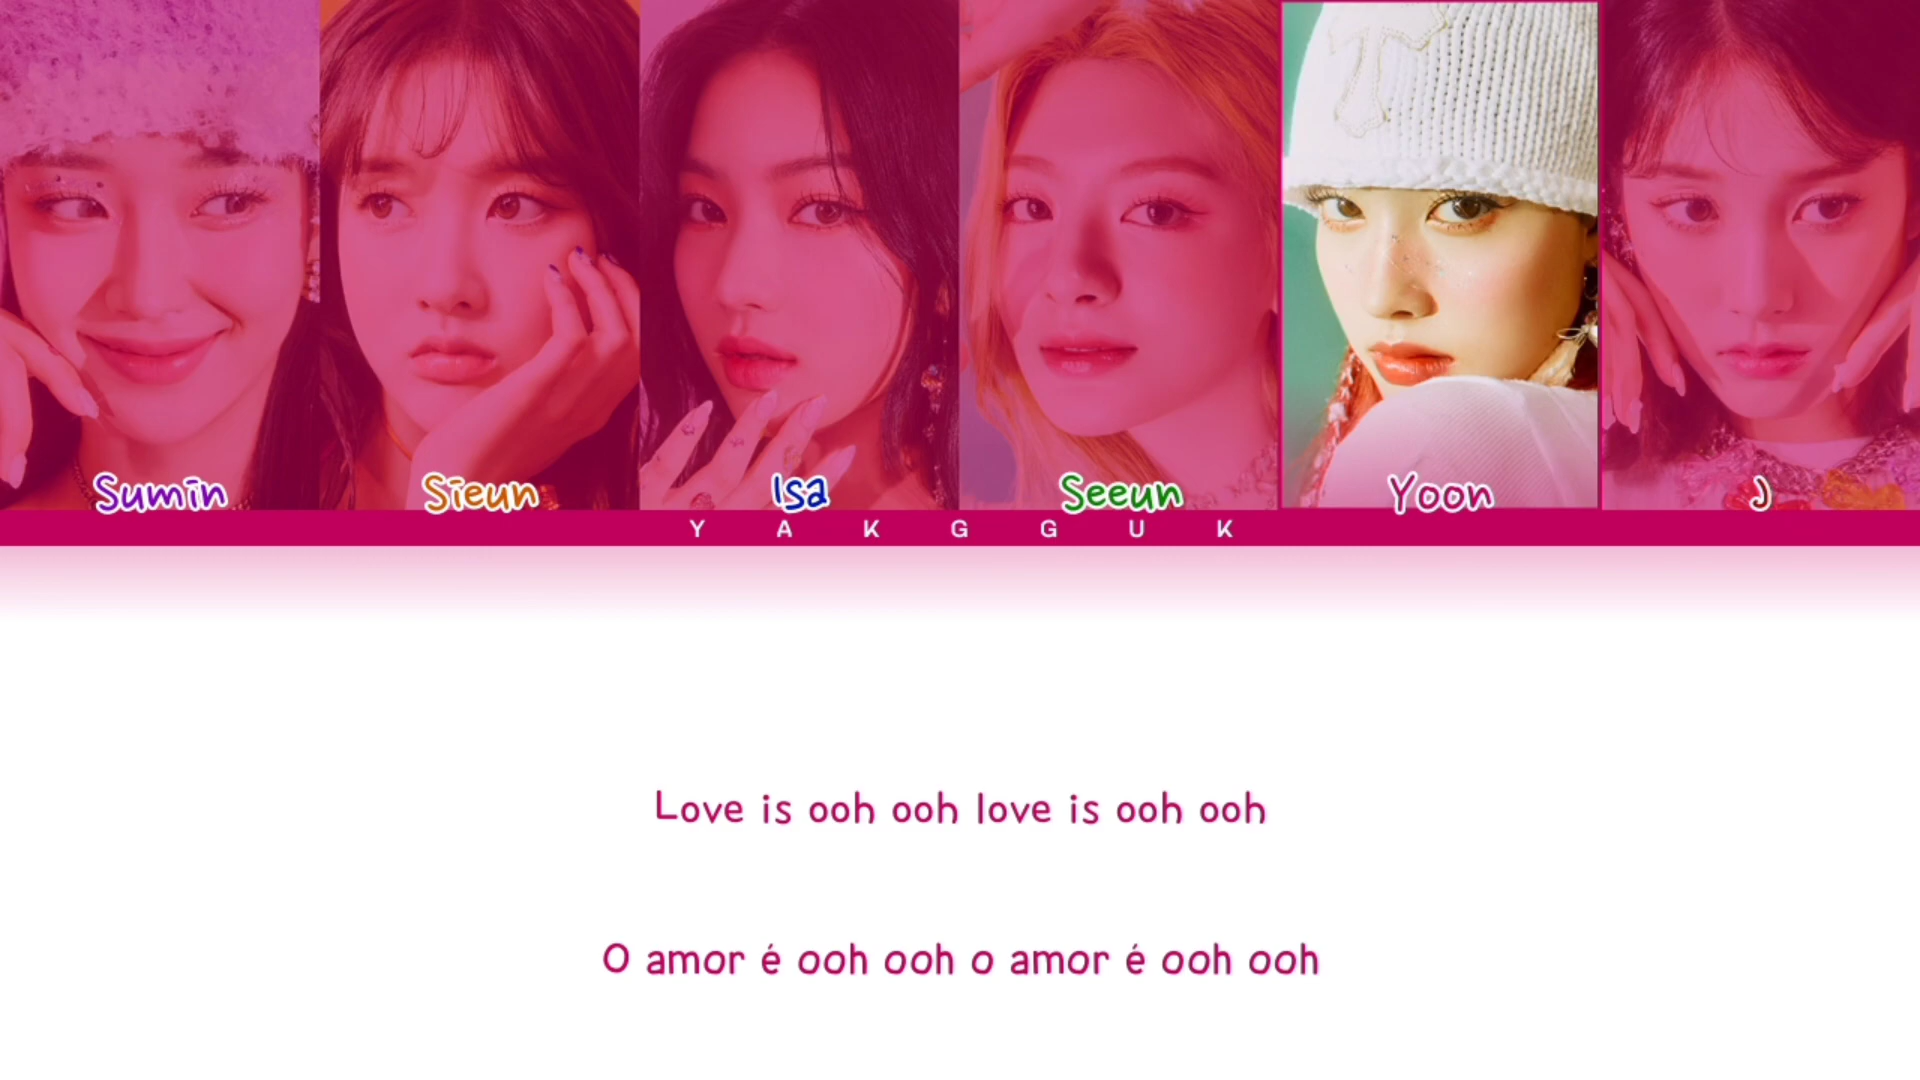 Sumin Sieun Isa Seeun Yoon J
YAKGGUK
Love is ooh ooh love is ooh ooh
O amor é ooh ooh o amor é ooh ooh